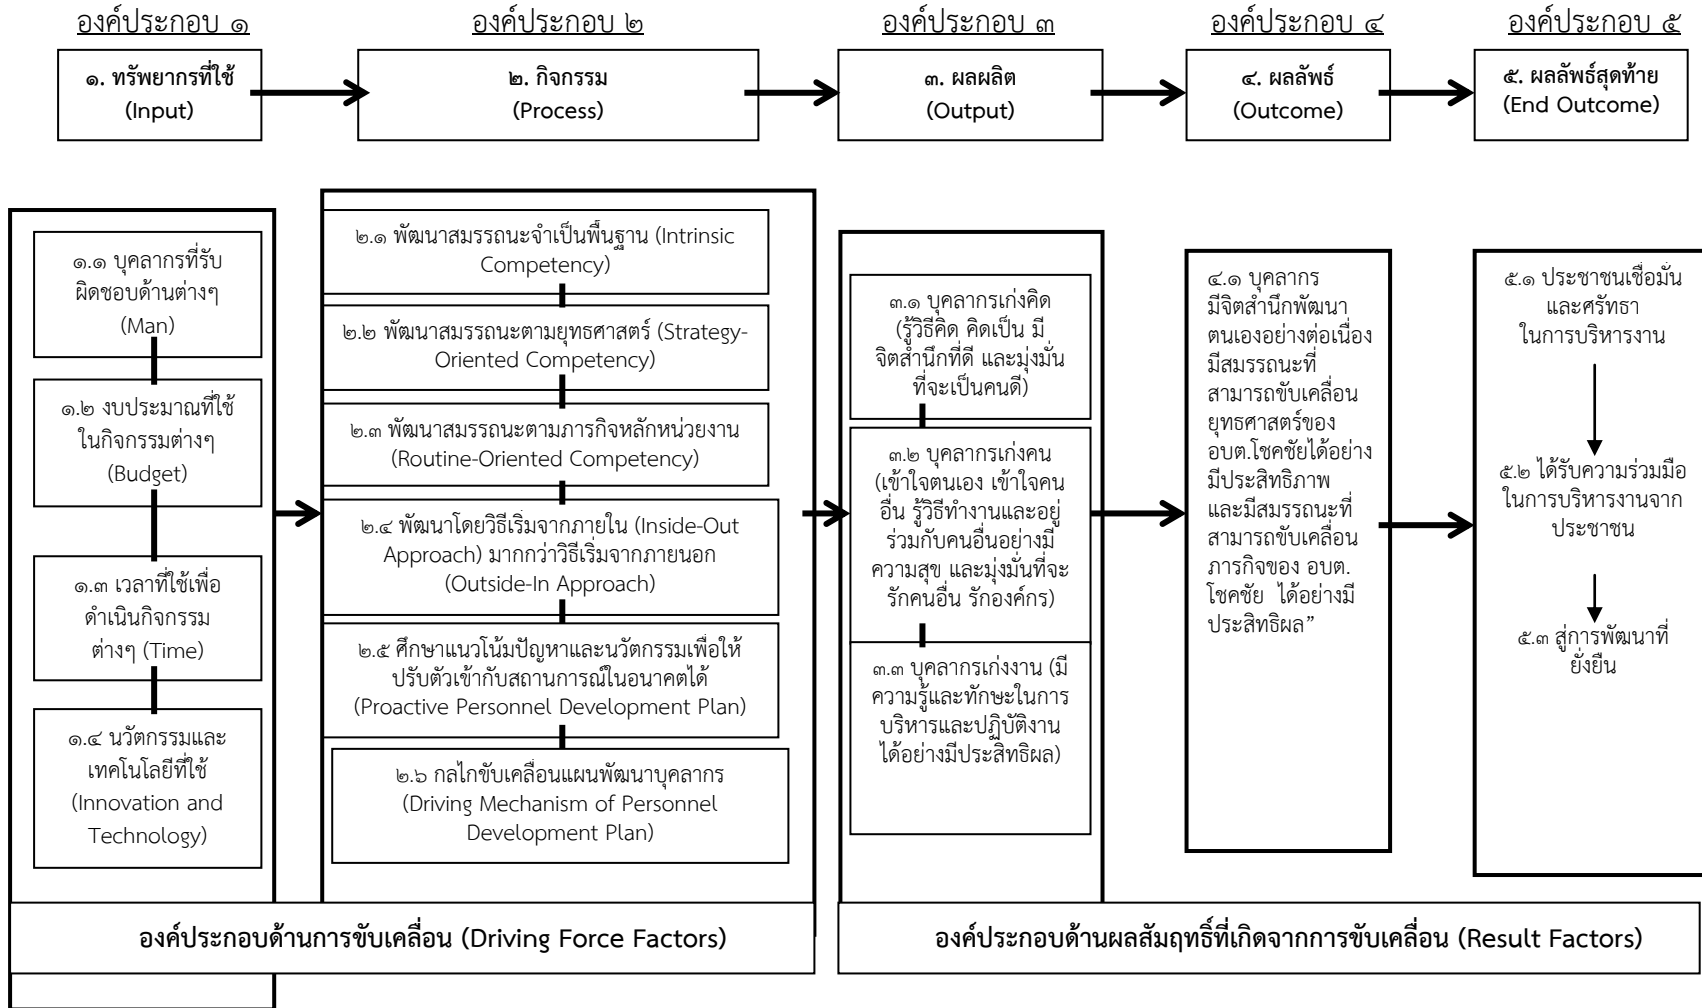 องค์ประกอบ ๑
องค์ประกอบ ๒
องค์ประกอบ ๓
องค์ประกอบ ๔
องค์ประกอบ ๕
๑. ทรัพยากรที่ใช้
(Input)
๒. กิจกรรม
(Process)
๓. ผลผลิต
(Output)
๔. ผลลัพธ์
(Outcome)
๕. ผลลัพธ์สุดท้าย
(End Outcome)
๑.๑ บุคลากรที่รับ
ผิดชอบด้านต่างๆ
(Man)
๑.๒ งบประมาณที่ใช้
ในกิจกรรมต่างๆ
(Budget)
๑.๓ เวลาที่ใช้เพื่อ
ดำเนินกิจกรรม
ต่างๆ (Time)
๑.๔ นวัตกรรมและ
เทคโนโลยีที่ใช้
(Innovation and
Technology)
๒.๑ พัฒนาสมรรถนะจำเป็นพื้นฐาน (Intrinsic
Competency)
๒.๒ พัฒนาสมรรถนะตามยุทธศาสตร์ (Strategy-
Oriented Competency)
๒.๓ พัฒนาสมรรถนะตามภารกิจหลักหน่วยงาน
(Routine-Oriented Competency)
๒.๔ พัฒนาโดยวิธีเริ่มจากภายใน (Inside-Out
Approach) มากกว่าวิธีเริ่มจากภายนอก
(Outside-In Approach)
๒.๕ ศึกษาแนวโน้มปัญหาและนวัตกรรมเพื่อให้
ปรับตัวเข้ากับสถานการณ์ในอนาคตได้
(Proactive Personnel Development Plan)
๒.๖ กลไกขับเคลื่อนแผนพัฒนาบุคลากร
(Driving Mechanism of Personnel
Development Plan)
๓.๑ บุคลากรเก่งคิด
(รู้วิธีคิด คิดเป็น มี
จิตสำนึกที่ดี และมุ่งมั่น
ที่จะเป็นคนดี)
๓.๒ บุคลากรเก่งคน
(เข้าใจตนเอง เข้าใจคน
อื่น รู้วิธีทำงานและอยู่
ร่วมกับคนอื่นอย่างมี
ความสุข และมุ่งมั่นที่จะ
รักคนอื่น รักองค์กร)
๓.๓ บุคลากรเก่งงาน (มี
ความรู้และทักษะในการ
บริหารและปฏิบัติงาน
ได้อย่างมีประสิทธิผล)
๔.๑ บุคลากร
มีจิตสำนึกพัฒนา
ตนเองอย่างต่อเนื่อง
มีสมรรถนะที่
สามารถขับเคลื่อน
ยุทธศาสตร์ของ
อบต.โชคชัยได้อย่าง
มีประสิทธิภาพ
และมีสมรรถนะที่
สามารถขับเคลื่อน
ภารกิจของ อบต.
โชคชัย ได้อย่างมี
ประสิทธิผล”
๕.๑ ประชาชนเชื่อมั่น
และศรัทธา
ในการบริหารงาน
๕.๒ ได้รับความร่วมมือ
ในการบริหารงานจาก
ประชาชน
๕.๓ สู่การพัฒนาที่
ยั่งยืน
องค์ประกอบด้านการขับเคลื่อน (Driving Force Factors)
องค์ประกอบด้านผลสัมฤทธิ์ที่เกิดจากการขับเคลื่อน (Result Factors)